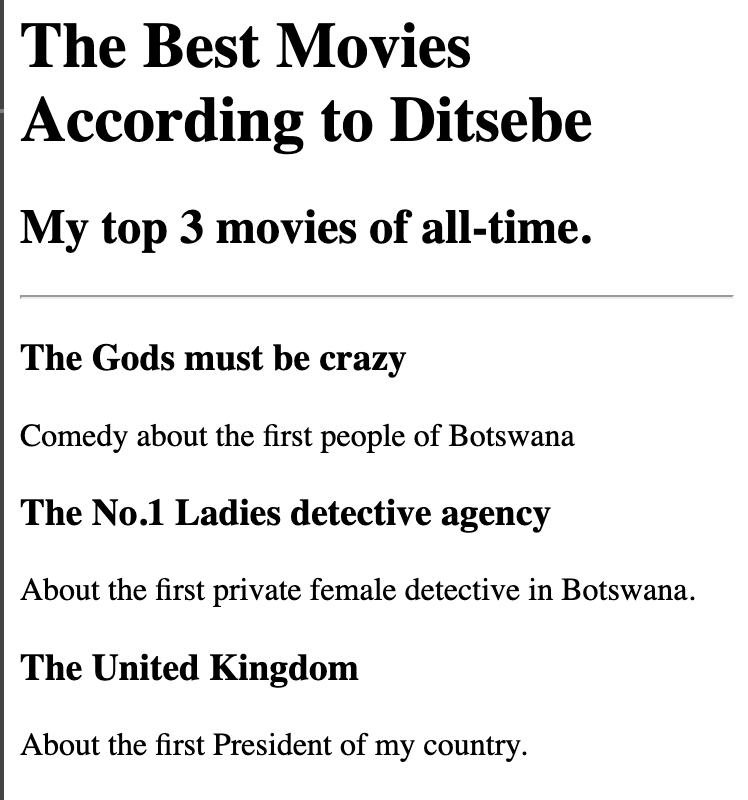 The Best Movies
According to Ditsebe
My top 3 movies of all-time.
The Gods must be crazy
Comedy about the first people of Botswana
The No.1 Ladies detective agency
About the first private female detective in Botswana.
The United Kingdom
About the first President of my country.